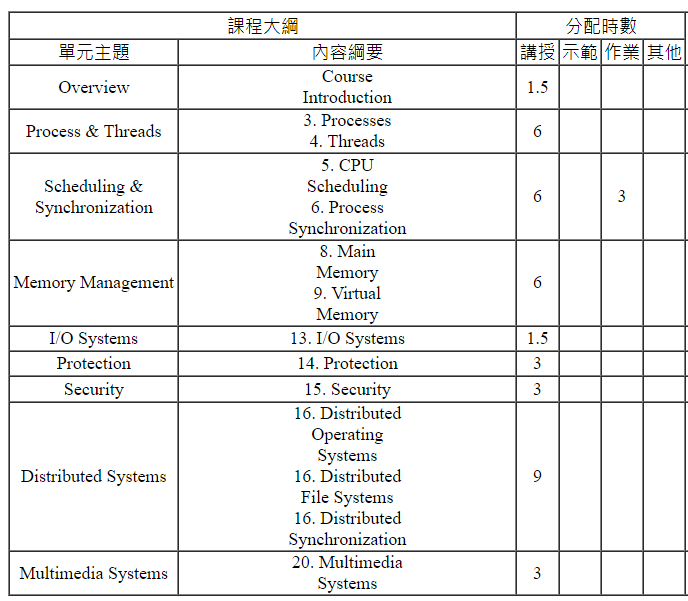 課程大綱 分配時數
單元主題 內容綱要 講授 示範 作業 其他
Overview
Course
Introduction
1.5
Process & Threads
3. Processes
4. Threads
6
Scheduling &
Synchronization
5. CPU
Scheduling
6. Process
Synchronization
6
3
Memory Management
8. Main
Memory
9. Virtual
Memory
6
I/O Systems 13. I/O Systems 1.5
Protection 14. Protection 3
Security 15. Security 3
Distributed Systems
16. Distributed
Operating
Systems
16. Distributed
File Systems
16. Distributed
Synchronization
9
Multimedia Systems
20. Multimedia
Systems
3